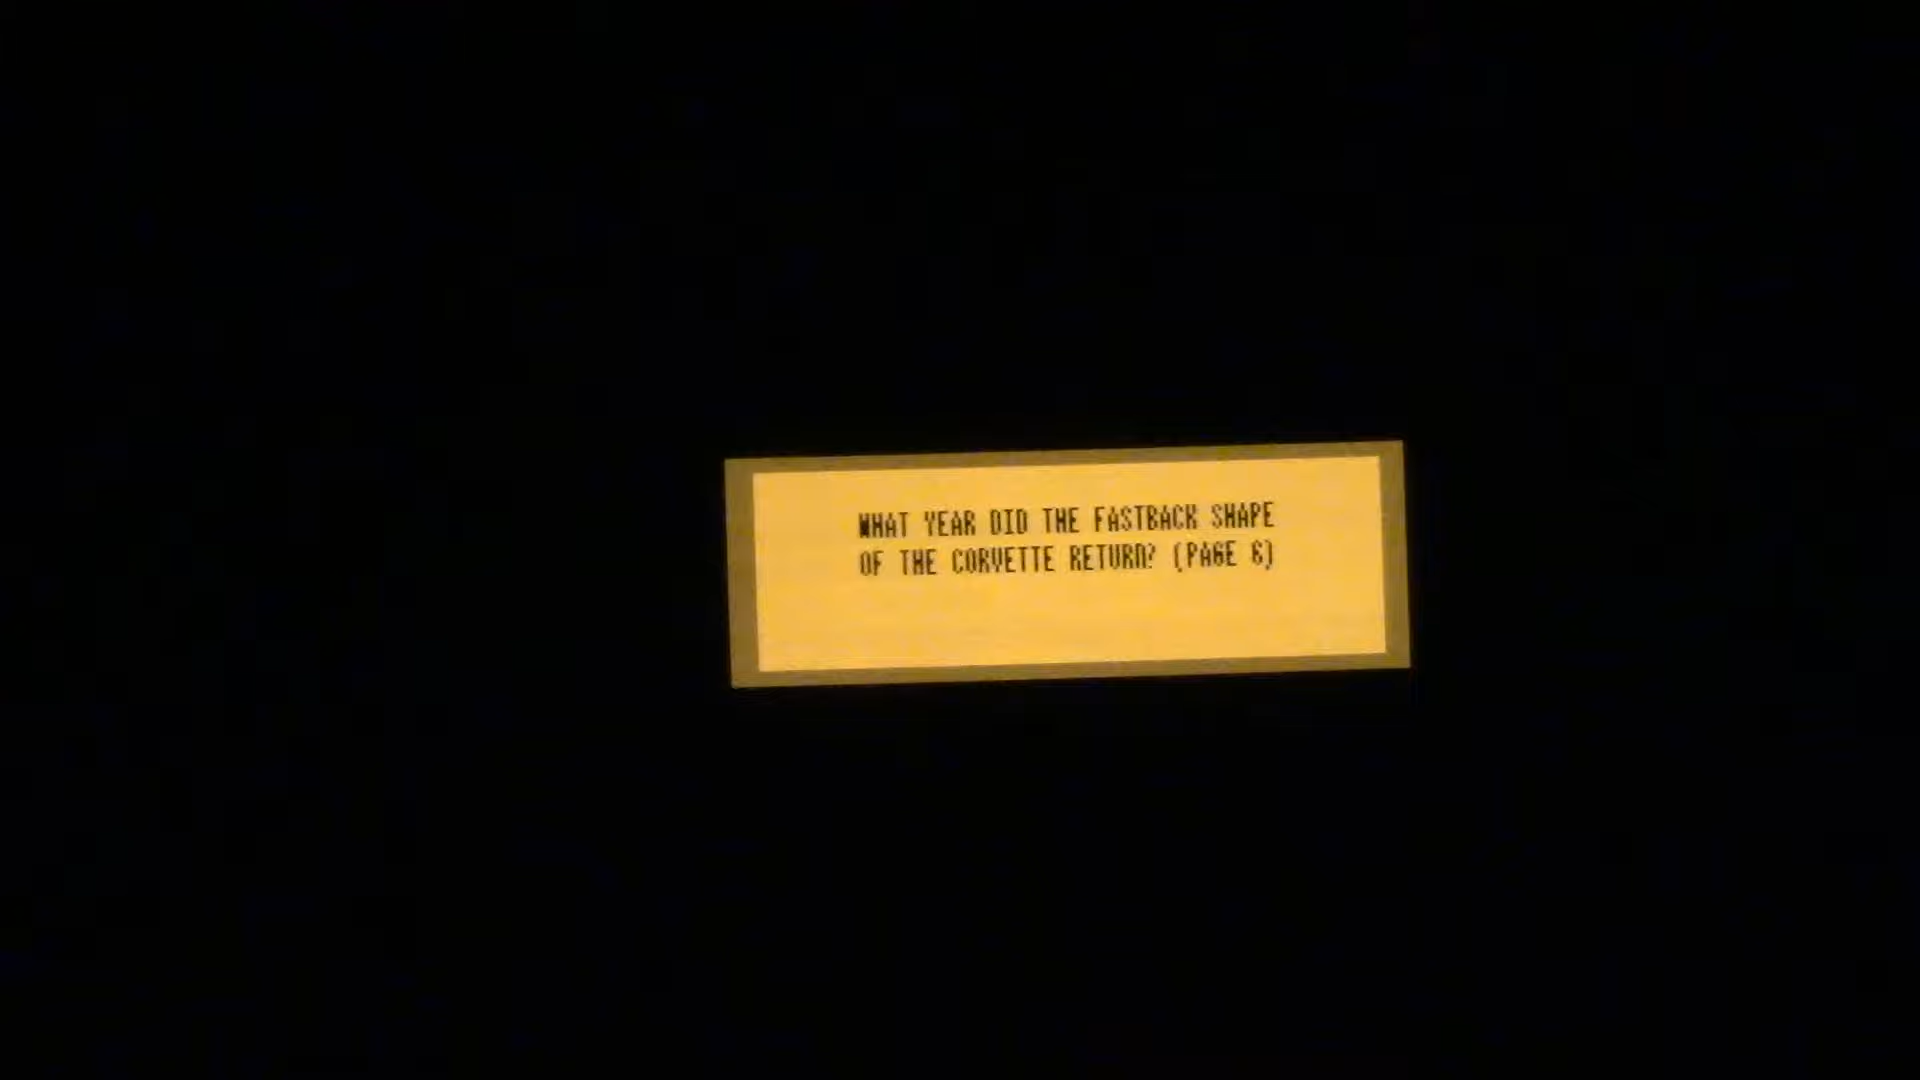 WHAT YEAR DID THE FASTBACK SHAPE
OF THE CORVETTE RETURN? (PAGE 6)